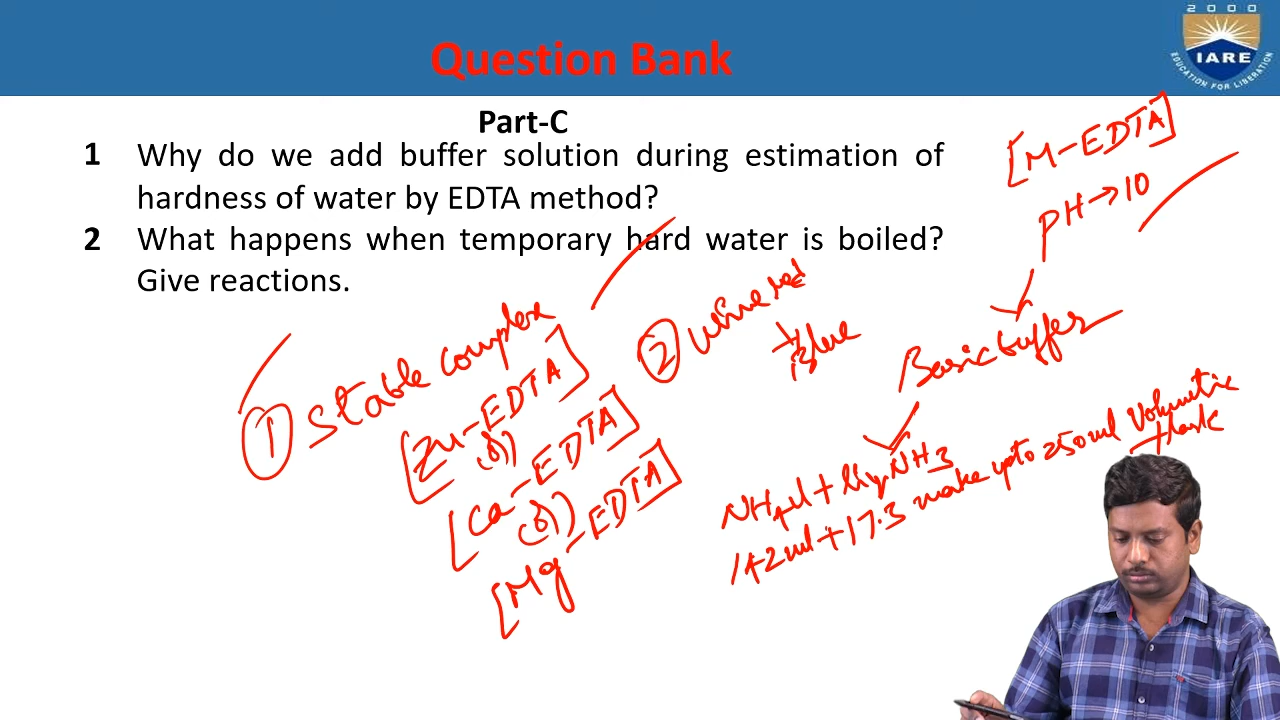 2000
IARE
EDUCATION FOR LIBERATION
Question Bank
Part-C
1 Why do we add buffer solution during estimation of
hardness of water by EDTA method?
2 What happens when temporary hard water is boiled?
Give reactions.
[M-EDTA]
PH→10
Basic buffer
NH4Cl + liq. NH3
142ml + 17.3 make upto 250ml Volumetric
flask
① Stable complex
[Zn-EDTA]
(or)
[Ca-EDTA]
(or)
[Mg-EDTA]
② wine red
↓
Blue